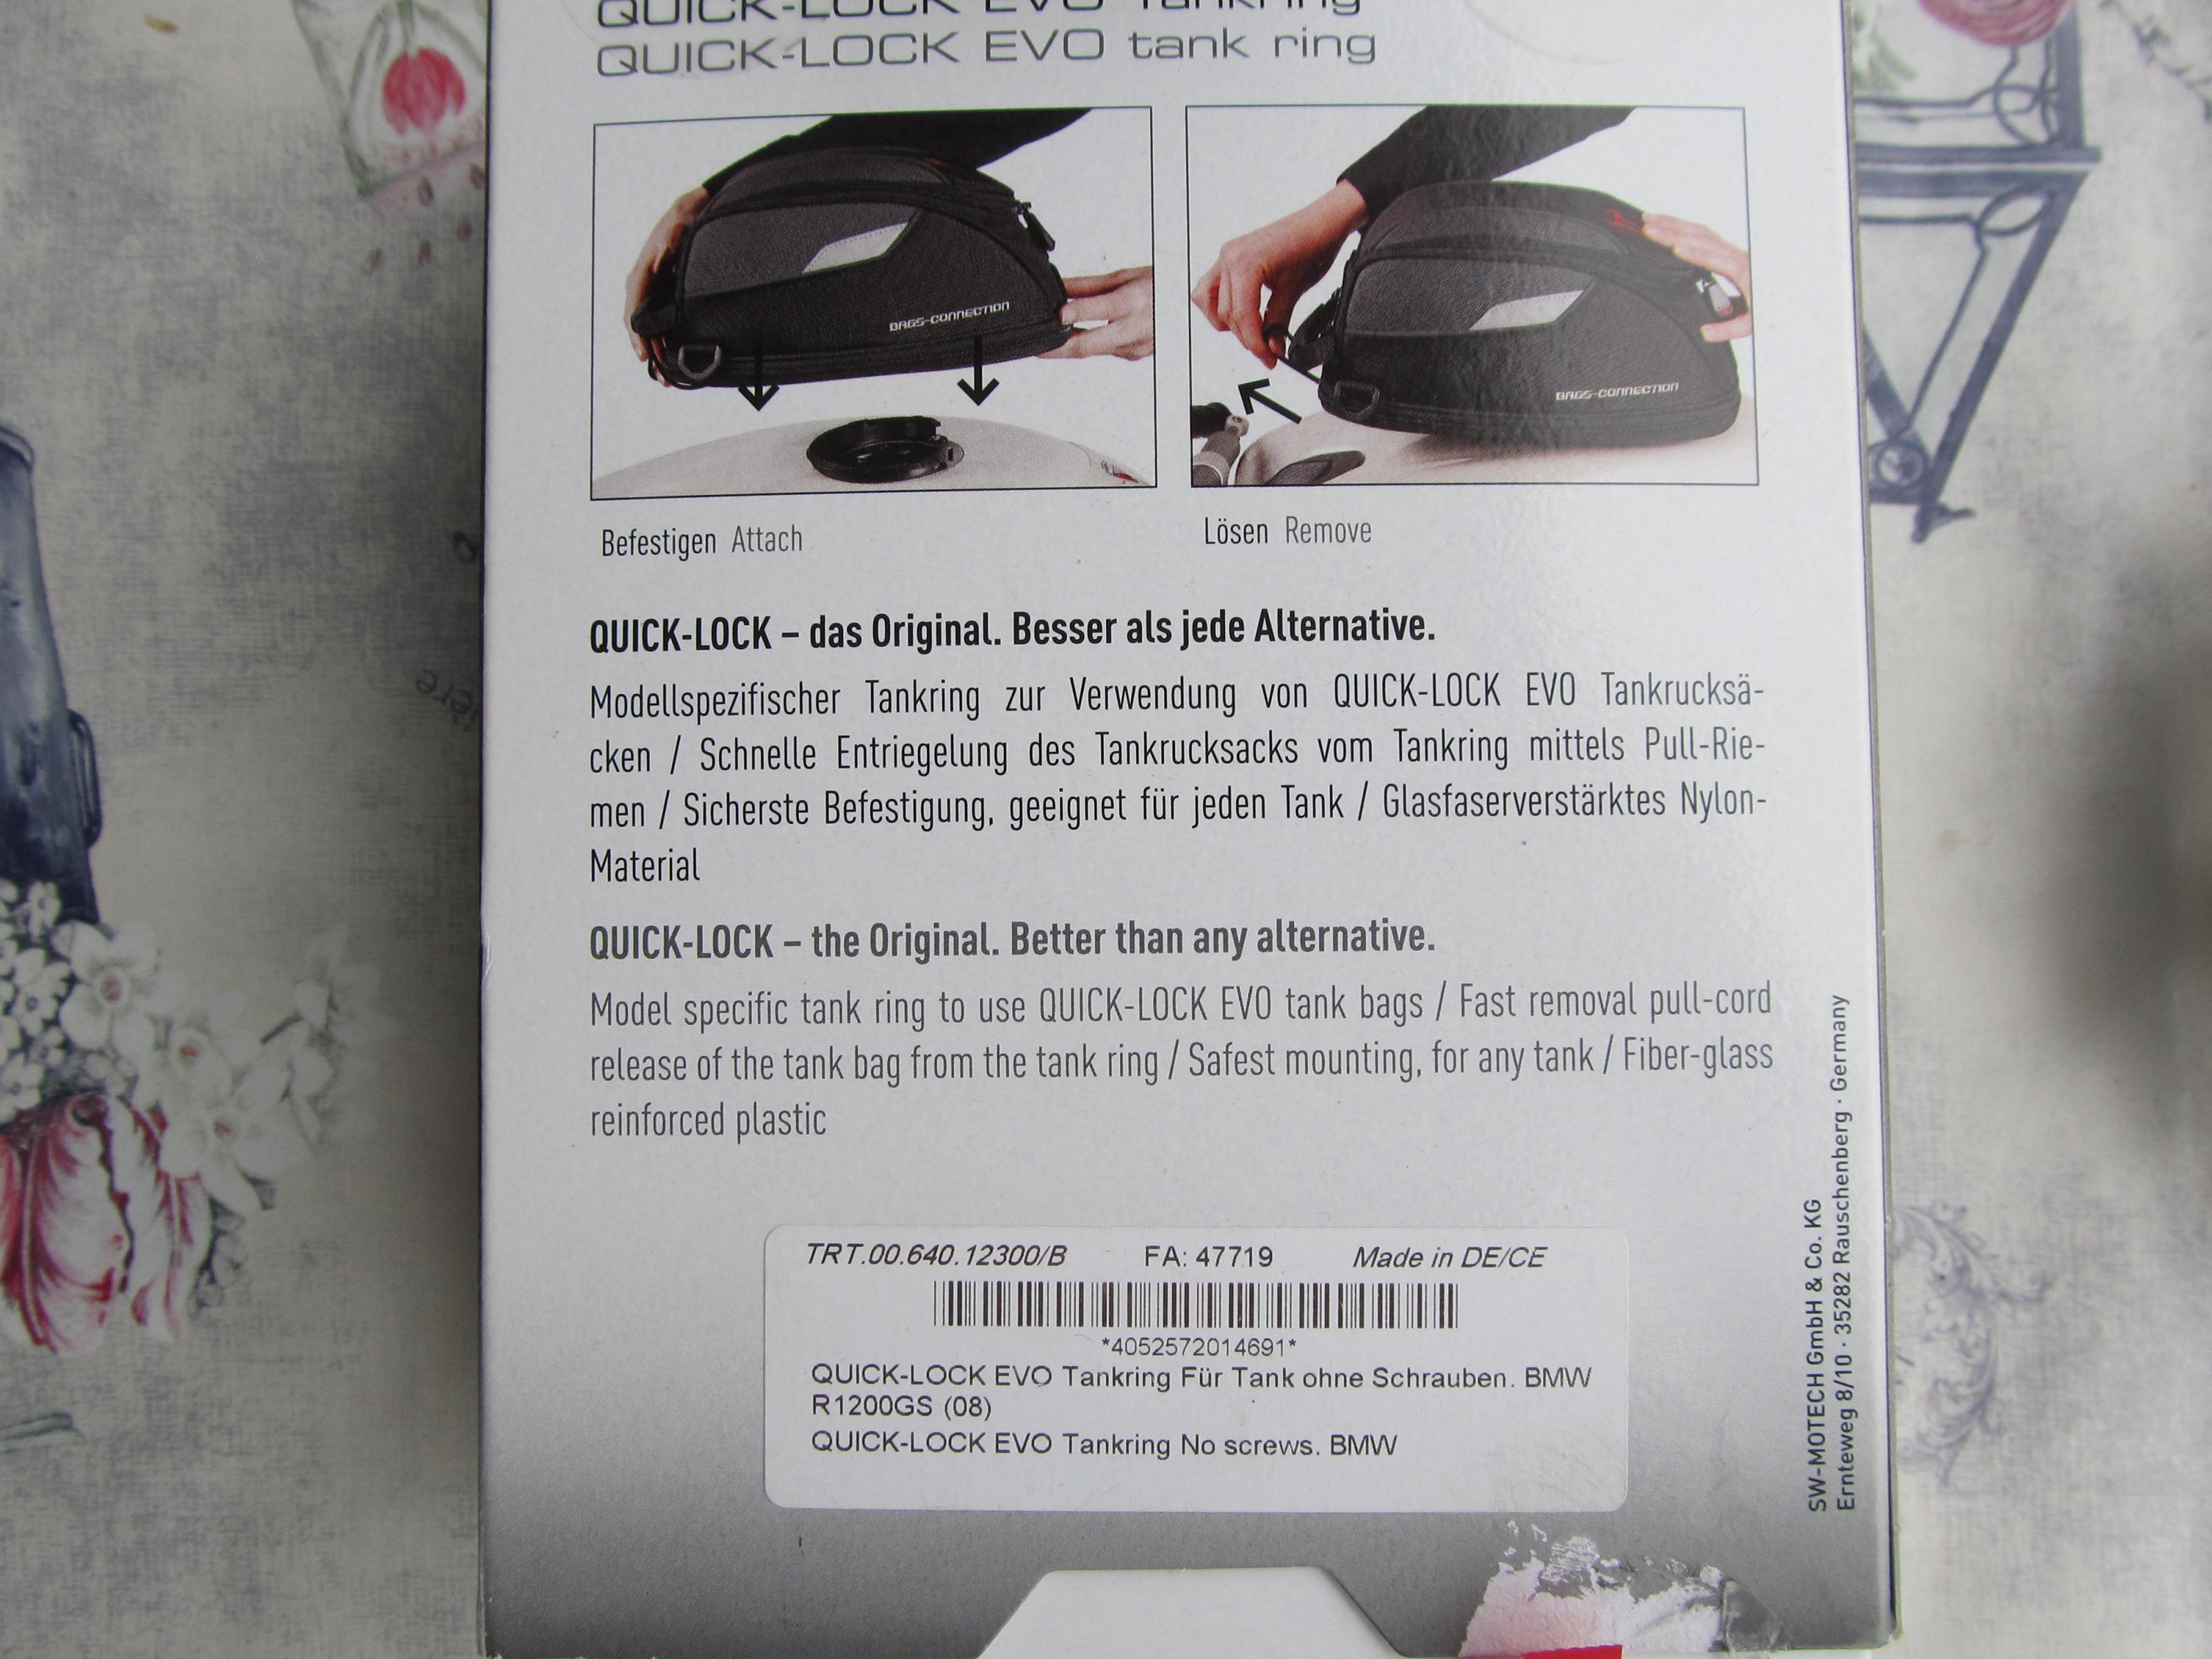 QUICK-LOCK EVO Tankring
QUICK-LOCK EVO tank ring
BAGS-CONNECTION
BAGS-CONNECTION
Befestigen Attach
Lösen Remove
QUICK-LOCK – das Original. Besser als jede Alternative.
Modellspezifischer Tankring zur Verwendung von QUICK-LOCK EVO Tankrucksä-
cken / Schnelle Entriegelung des Tankrucksacks vom Tankring mittels Pull-Rie-
men / Sicherste Befestigung, geeignet für jeden Tank / Glasfaserverstärktes Nylon-
Material
QUICK-LOCK – the Original. Better than any alternative.
Model specific tank ring to use QUICK-LOCK EVO tank bags / Fast removal pull-cord
release of the tank bag from the tank ring / Safest mounting, for any tank / Fiber-glass
reinforced plastic
TRT.00.640.12300/B FA: 47719 Made in DE/CE
*4052572014691*
QUICK-LOCK EVO Tankring Für Tank ohne Schrauben. BMW
R1200GS (08)
QUICK-LOCK EVO Tankring No screws. BMW
SW-MOTECH GmbH & Co. KG
Ernteweg 8/10 · 35282 Rauschenberg · Germany